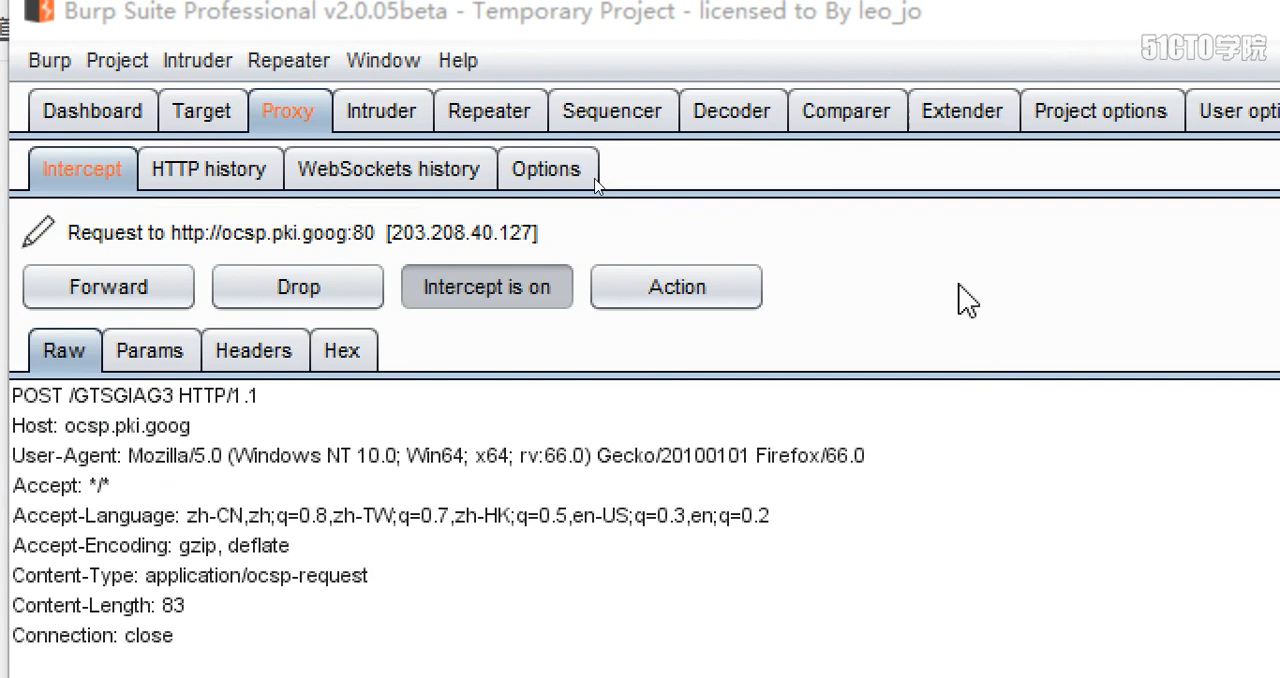 Burp Suite Professional v2.0.05beta - Temporary Project - licensed to By leo_jo
51CTO学院
Burp Project Intruder Repeater Window Help
Dashboard Target Proxy Intruder Repeater Sequencer Decoder Comparer Extender Project options User opti
Intercept HTTP history WebSockets history Options
Request to http://ocsp.pki.goog:80 [203.208.40.127]
Forward Drop Intercept is on Action
Raw Params Headers Hex
POST /GTSGIAG3 HTTP/1.1
Host: ocsp.pki.goog
User-Agent: Mozilla/5.0 (Windows NT 10.0; Win64; x64; rv:66.0) Gecko/20100101 Firefox/66.0
Accept: */*
Accept-Language: zh-CN,zh;q=0.8,zh-TW;q=0.7,zh-HK;q=0.5,en-US;q=0.3,en;q=0.2
Accept-Encoding: gzip, deflate
Content-Type: application/ocsp-request
Content-Length: 83
Connection: close